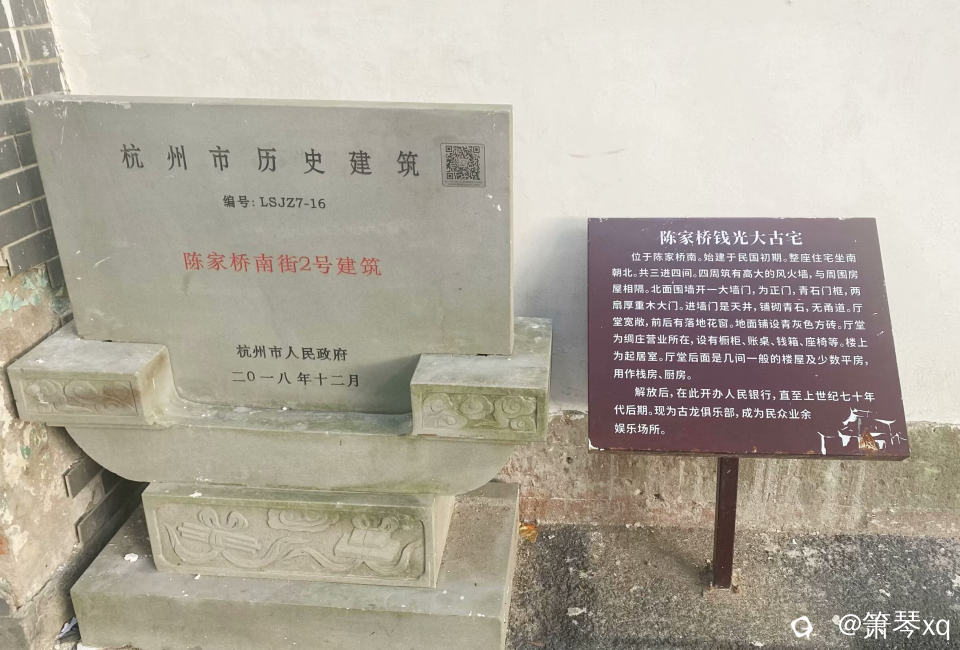 杭州市历史建筑
编号: LSJZ7-16
陈家桥南街2号建筑
杭州市人民政府
二〇一八年十二月
陈家桥钱光大古宅
位于陈家桥南。始建于民国初期。整座住宅坐南
朝北。共三进四间。四周筑有高大的风火墙，与周围房
屋相隔。北面围墙开一大墙门，为正门，青石门框，两
扇厚重木大门。进墙门是天井，铺砌青石，无甬道。厅
堂宽敞，前后有落地花窗。地面铺设青灰色方砖。厅堂
为绸庄营业所在，设有橱柜、账桌、钱箱、座椅等。楼上
为起居室。厅堂后面是几间一般的楼屋及少数平房，
用作栈房、厨房。
解放后，在此开办人民银行，直至上世纪七十年
代后期。现为古龙俱乐部，成为民众业余
娱乐场所。
@箫琴xq